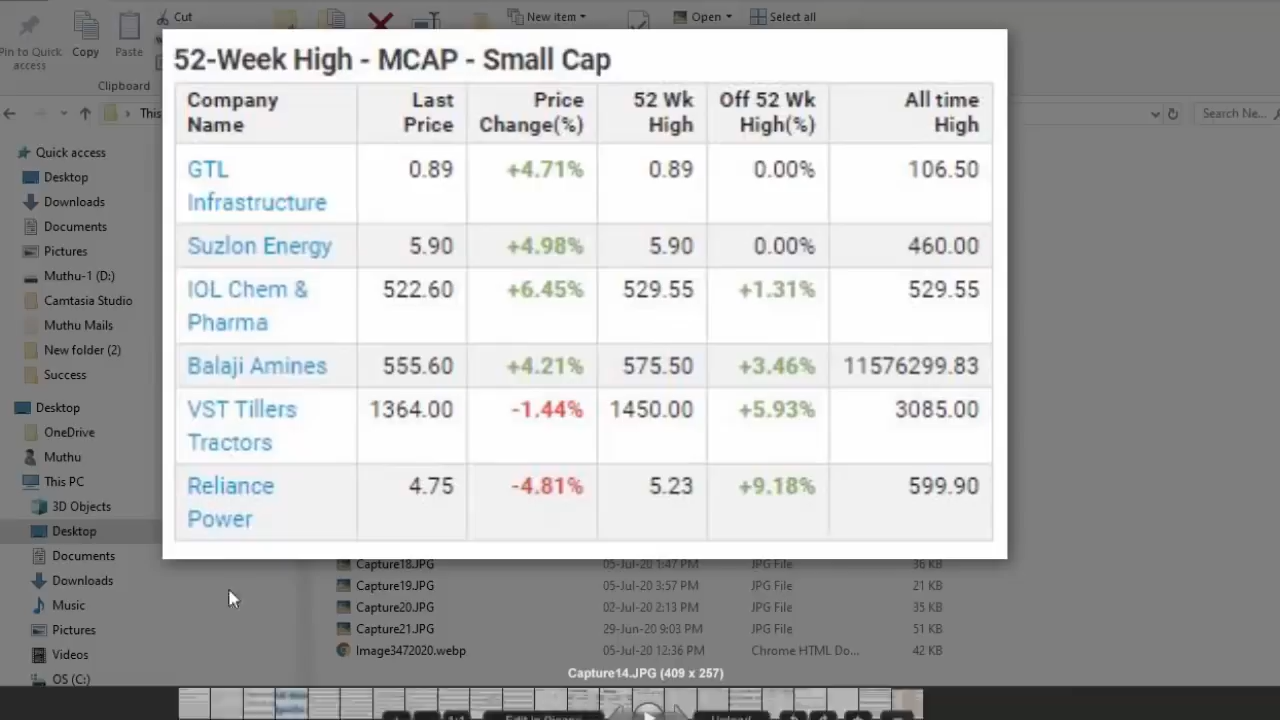 Cut
New item
Open
Select all
Pin to Quick
access
Copy
Paste
Clipboard
This
Search Ne...
52-Week High - MCAP - Small Cap
Company Name Last Price Price Change(%) 52 Wk High Off 52 Wk High(%) All time High
GTL Infrastructure 0.89 +4.71% 0.89 0.00% 106.50
Suzlon Energy 5.90 +4.98% 5.90 0.00% 460.00
IOL Chem & Pharma 522.60 +6.45% 529.55 +1.31% 529.55
Balaji Amines 555.60 +4.21% 575.50 +3.46% 11576299.83
VST Tillers Tractors 1364.00 -1.44% 1450.00 +5.93% 3085.00
Reliance Power 4.75 -4.81% 5.23 +9.18% 599.90
Quick access
Desktop
Downloads
Documents
Pictures
Muthu-1 (D:)
Camtasia Studio
Muthu Mails
New folder (2)
Success
Desktop
OneDrive
Muthu
This PC
3D Objects
Desktop
Documents
Downloads
Music
Pictures
Videos
OS (C:)
Capture18.JPG 05-Jul-20 1:47 PM JPG File 36 KB
Capture19.JPG 05-Jul-20 3:57 PM JPG File 21 KB
Capture20.JPG 02-Jul-20 2:13 PM JPG File 35 KB
Capture21.JPG 29-Jun-20 9:03 PM JPG File 51 KB
Image3472020.webp 05-Jul-20 12:36 PM Chrome HTML Do... 42 KB
Capture14.JPG (409 x 257)